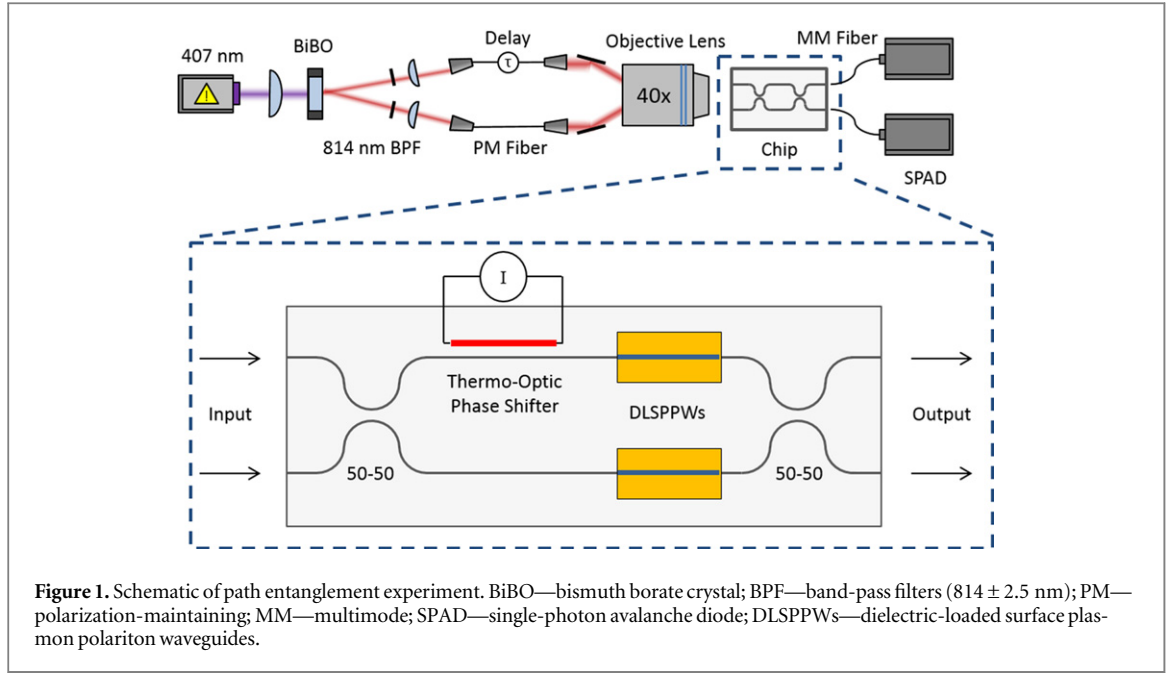 407 nm
BiBO
Delay
τ
Objective Lens
MM Fiber
40x
814 nm BPF
PM Fiber
Chip
SPAD
I
Thermo-Optic
Phase Shifter
DLSPPWs
Input
Output
50-50
50-50
Figure 1. Schematic of path entanglement experiment. BiBO—bismuth borate crystal; BPF—band-pass filters (814 ± 2.5 nm); PM—
polarization-maintaining; MM—multimode; SPAD—single-photon avalanche diode; DLSPPWs—dielectric-loaded surface plas-
mon polariton waveguides.